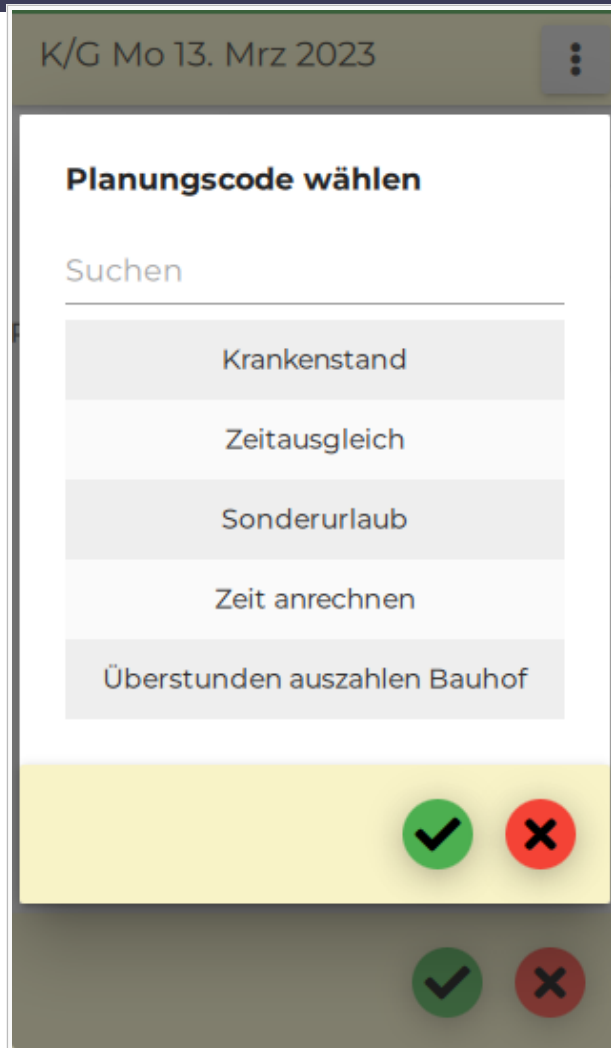 K/G Mo 13. Mrz 2023
Planungscode wählen
Suchen
Krankenstand
Zeitausgleich
Sonderurlaub
Zeit anrechnen
Überstunden auszahlen Bauhof